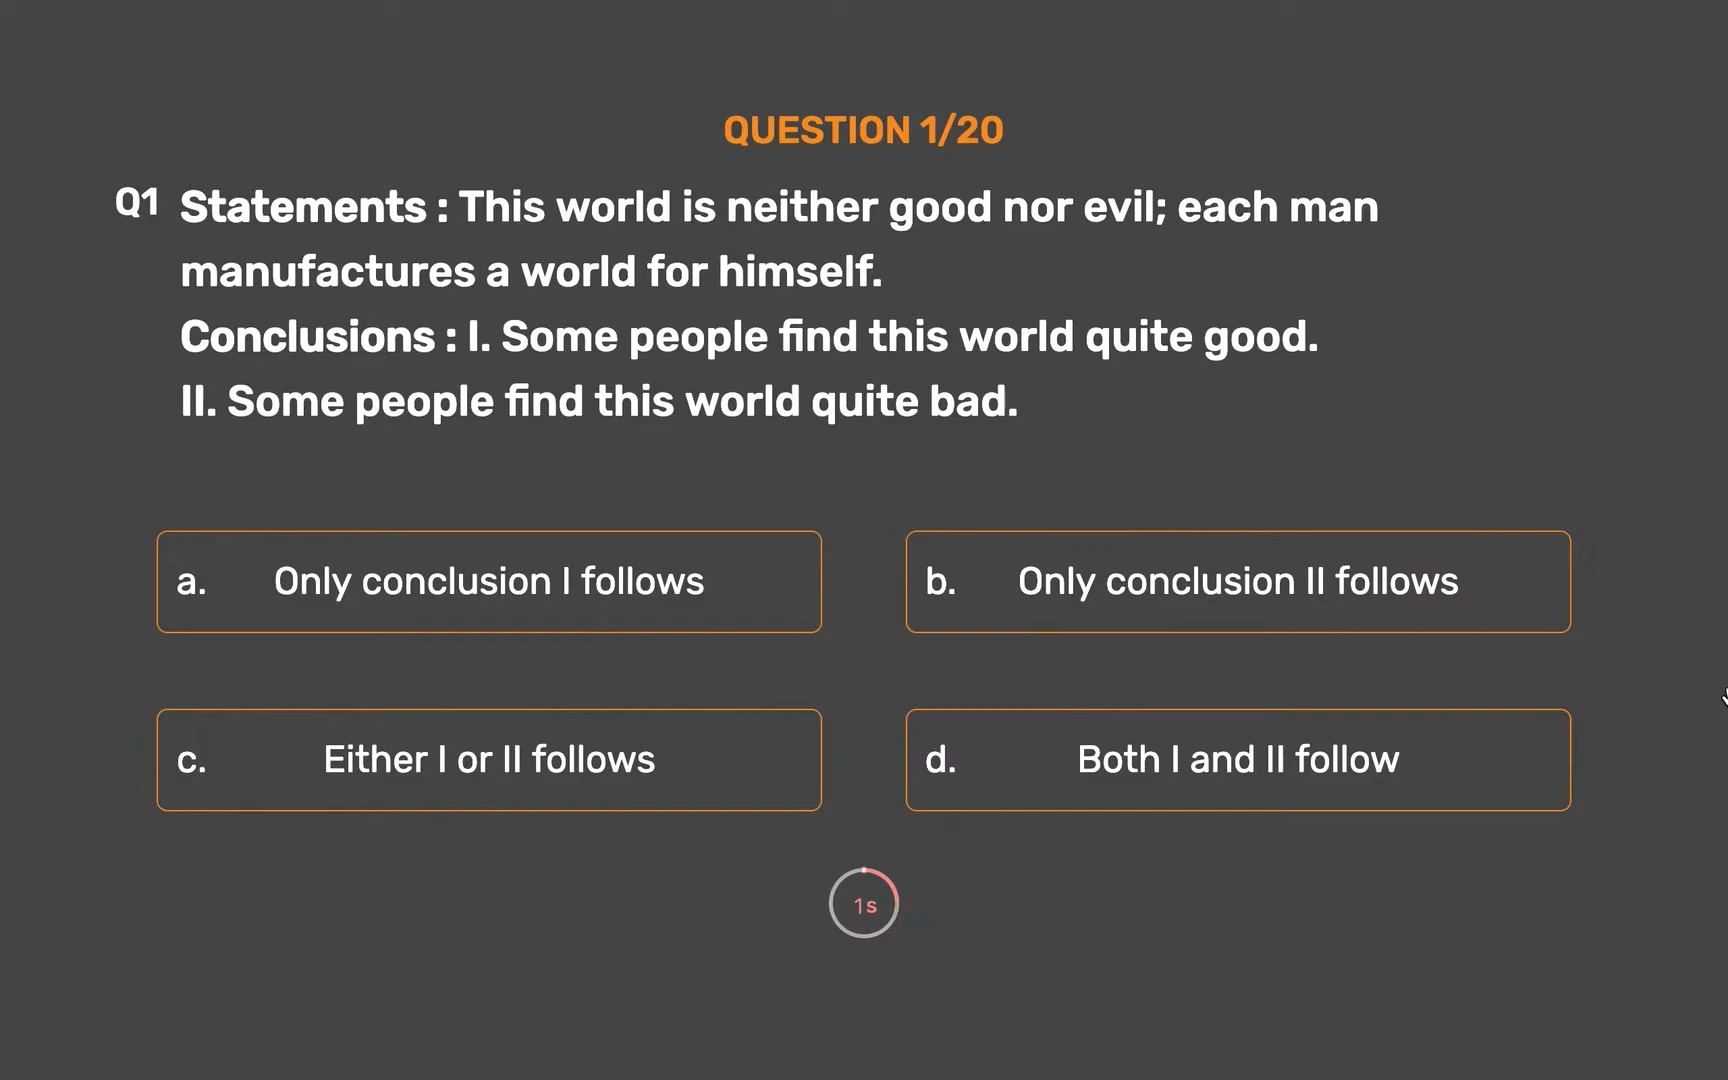 QUESTION 1/20
Q1 Statements : This world is neither good nor evil; each man
manufactures a world for himself.
Conclusions : I. Some people find this world quite good.
II. Some people find this world quite bad.
a. Only conclusion I follows
b. Only conclusion II follows
c. Either I or II follows
d. Both I and II follow
1s